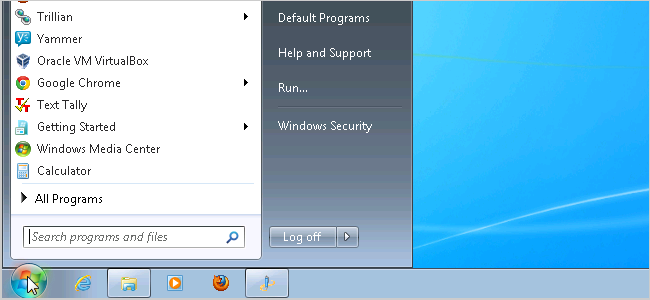 Trillian
Yammer
Oracle VM VirtualBox
Google Chrome
Text Tally
Getting Started
Windows Media Center
Calculator
All Programs
Search programs and files
Default Programs
Help and Support
Run...
Windows Security
Log off